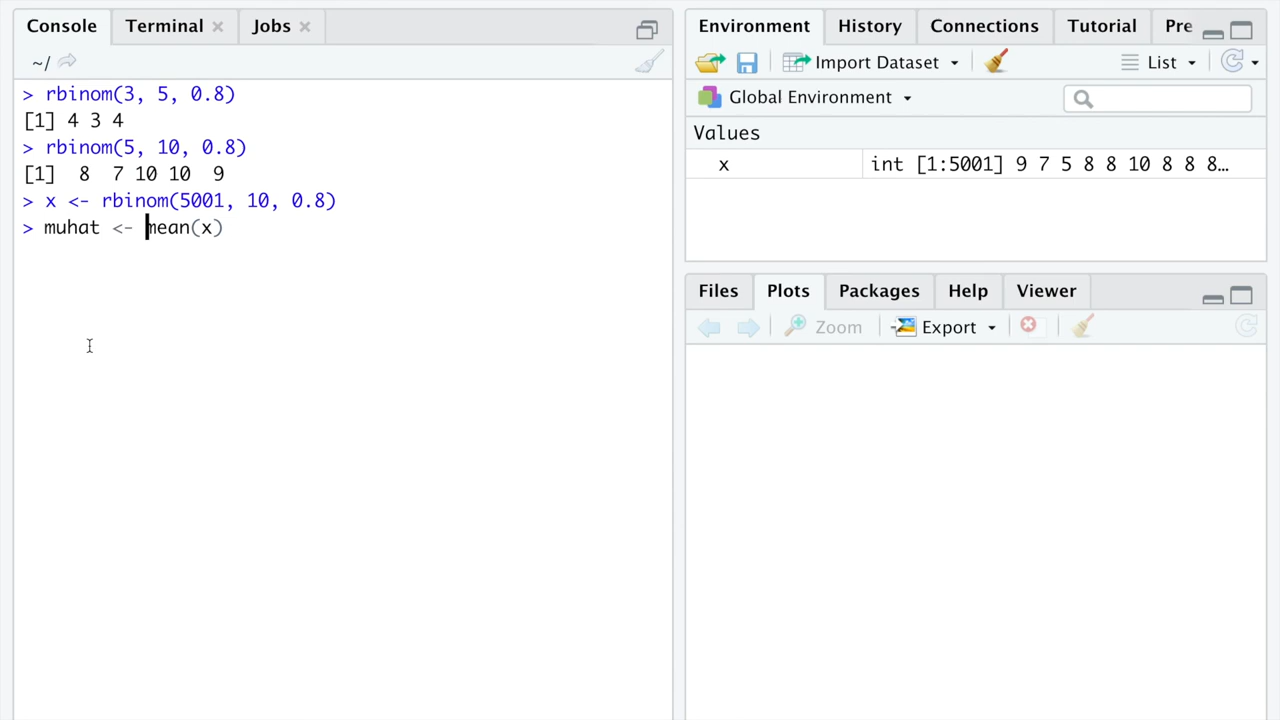 Console Terminal Jobs
~/
> rbinom(3, 5, 0.8)
[1] 4 3 4
> rbinom(5, 10, 0.8)
[1]  8  7 10 10  9
> x <- rbinom(5001, 10, 0.8)
> muhat <- mean(x)
Environment History Connections Tutorial Pre
Import Dataset List
Global Environment
Values
x int [1:5001] 9 7 5 8 8 10 8 8 8…
Files Plots Packages Help Viewer
Zoom Export